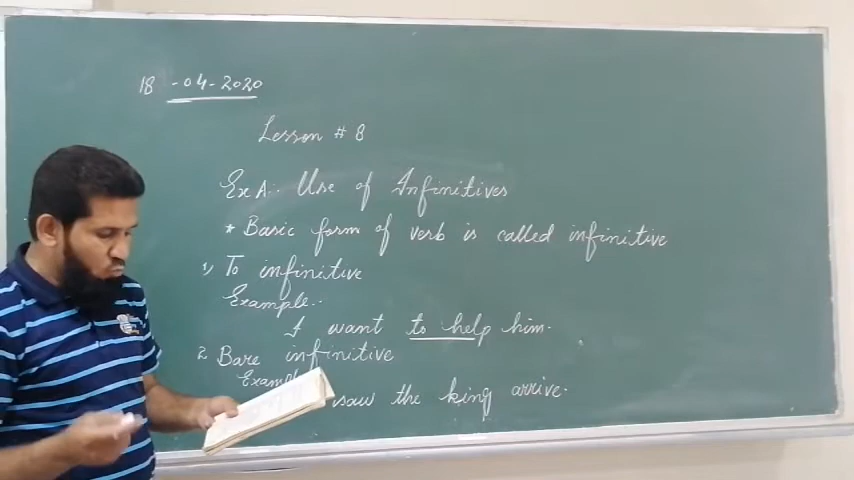 18-04-2020
Lesson # 8
Ex A:. Use of Infinitives
* Basic form of verb is called infinitive
1, To infinitive
Example:.
I want to help him.
2. Bare infinitive
saw the king arrive.